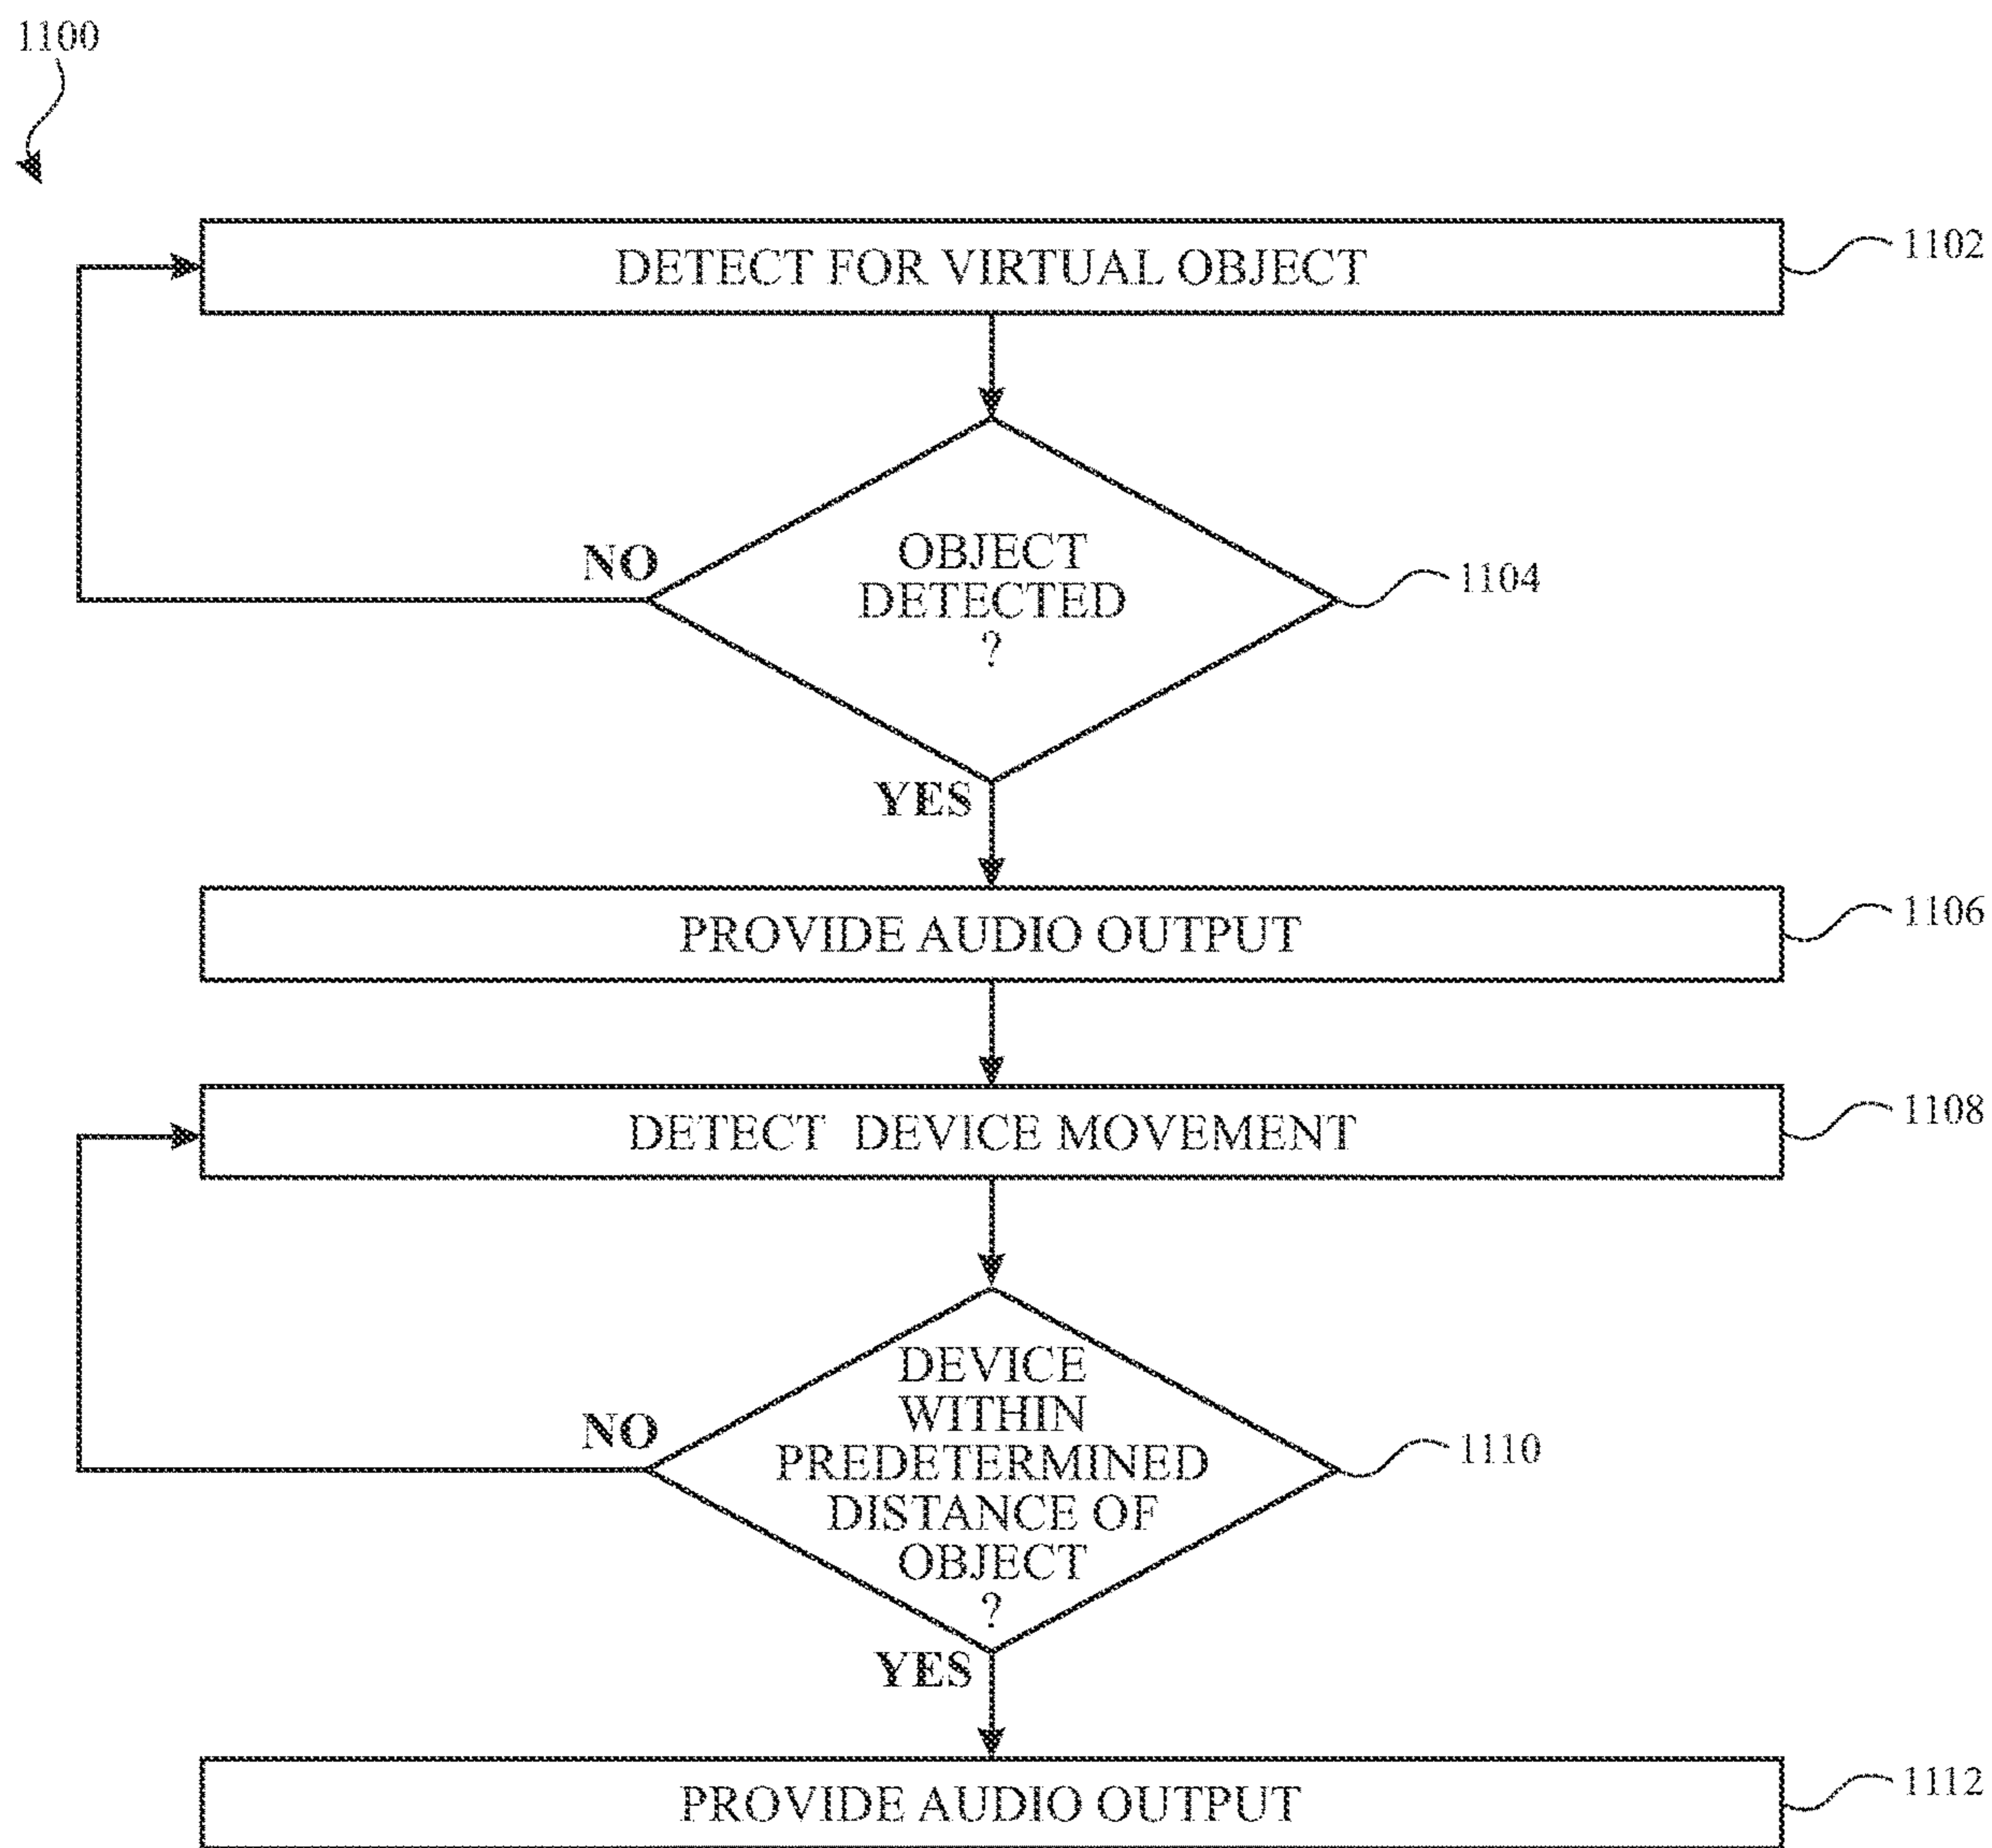 1100
DETECT FOR VIRTUAL OBJECT
1102
NO
OBJECT
DETECTED
?
1104
YES
PROVIDE AUDIO OUTPUT
1106
DETECT DEVICE MOVEMENT
1108
NO
DEVICE
WITHIN
PREDETERMINED
DISTANCE OF
OBJECT
?
1110
YES
PROVIDE AUDIO OUTPUT
1112